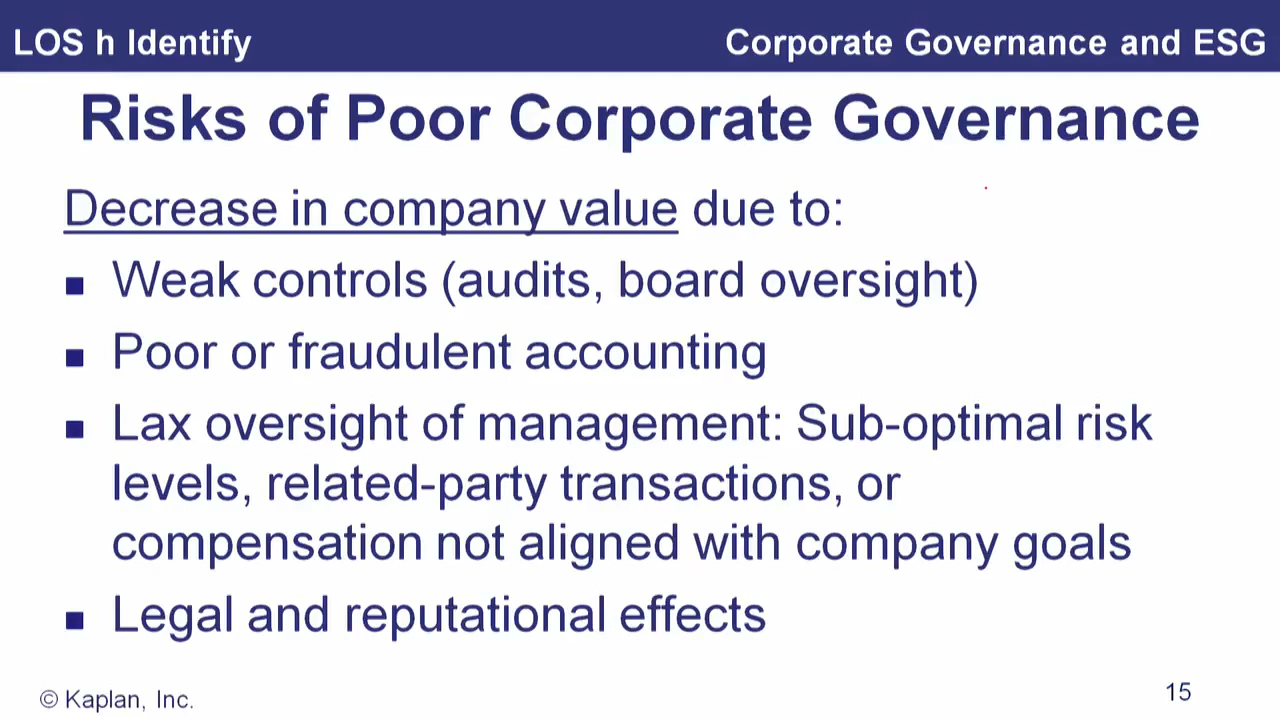 LOS h Identify
Corporate Governance and ESG
Risks of Poor Corporate Governance
Decrease in company value due to:
Weak controls (audits, board oversight)
Poor or fraudulent accounting
Lax oversight of management: Sub-optimal risk
levels, related-party transactions, or
compensation not aligned with company goals
Legal and reputational effects
© Kaplan, Inc.
15